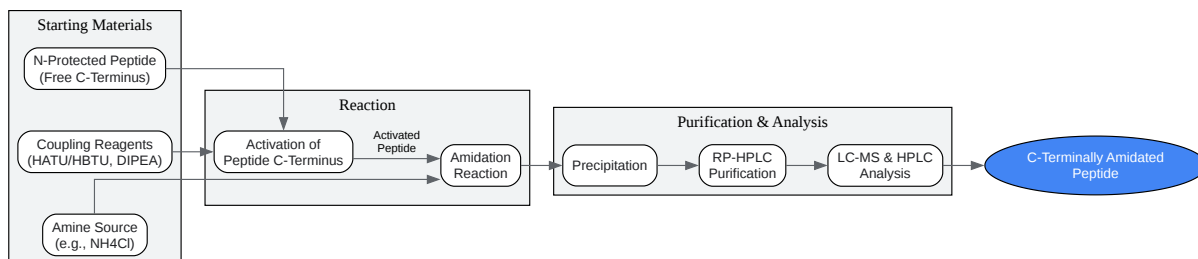 Starting Materials
N-Protected Peptide
(Free C-Terminus)
Coupling Reagents
(HATU/HBTU, DIPEA)
Amine Source
(e.g., NH4Cl)
Reaction
Activation of
Peptide C-Terminus
Activated
Peptide
Amidation
Reaction
Purification & Analysis
Precipitation
RP-HPLC
Purification
LC-MS & HPLC
Analysis
C-Terminally Amidated
Peptide